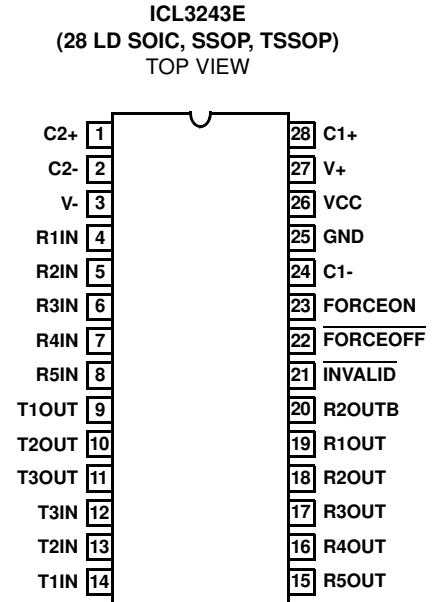 ICL3243E
(28 LD SOIC, SSOP, TSSOP)
TOP VIEW
C2+ 1 28 C1+
C2- 2 27 V+
V- 3 26 VCC
R1IN 4 25 GND
R2IN 5 24 C1-
R3IN 6 23 FORCEON
R4IN 7 22 FORCEOFF
R5IN 8 21 INVALID
T1OUT 9 20 R2OUTB
T2OUT 10 19 R1OUT
T3OUT 11 18 R2OUT
T3IN 12 17 R3OUT
T2IN 13 16 R4OUT
T1IN 14 15 R5OUT